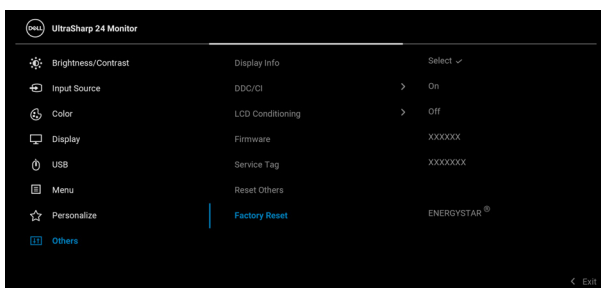 DELL UltraSharp 24 Monitor
Brightness/Contrast
Input Source
Color
Display
USB
Menu
Personalize
Others
Display Info Select ✓
DDC/CI > On
LCD Conditioning > Off
Firmware XXXXXX
Service Tag XXXXXXX
Reset Others
Factory Reset ENERGYSTAR ®
< Exit